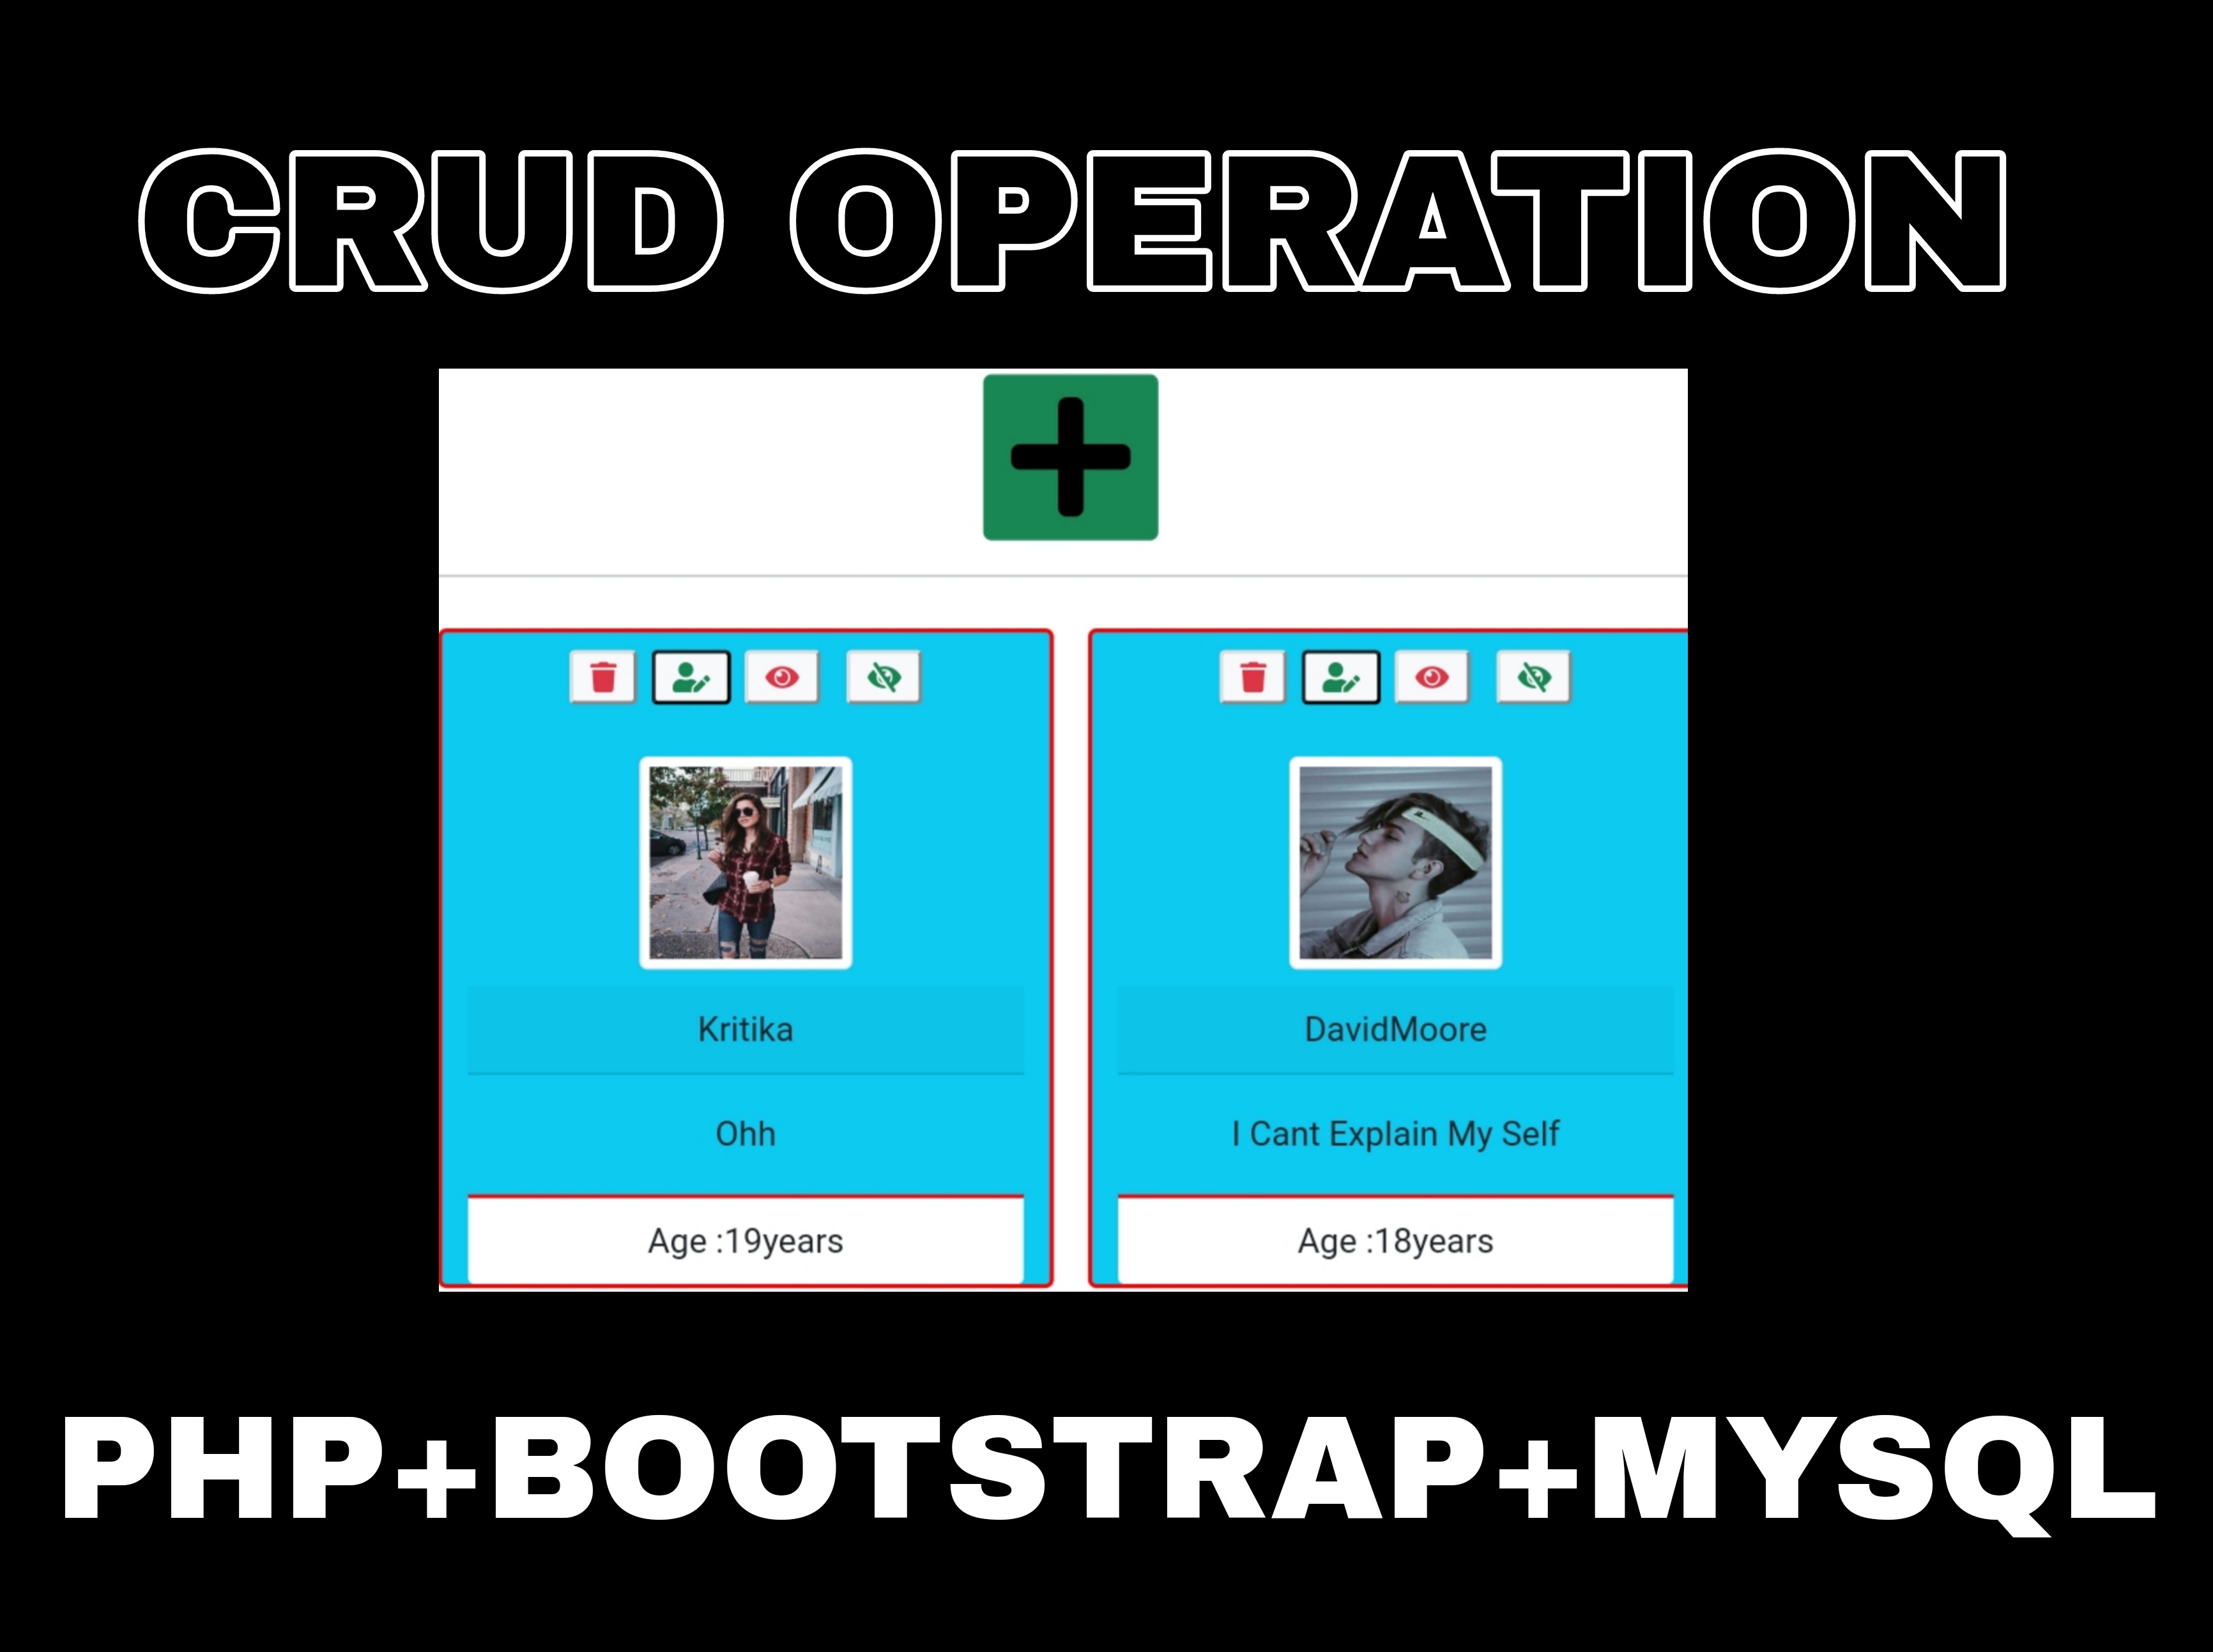 CRUD OPERATION
Kritika
Ohh
Age :19years
DavidMoore
I Cant Explain My Self
Age :18years
PHP+BOOTSTRAP+MYSQL